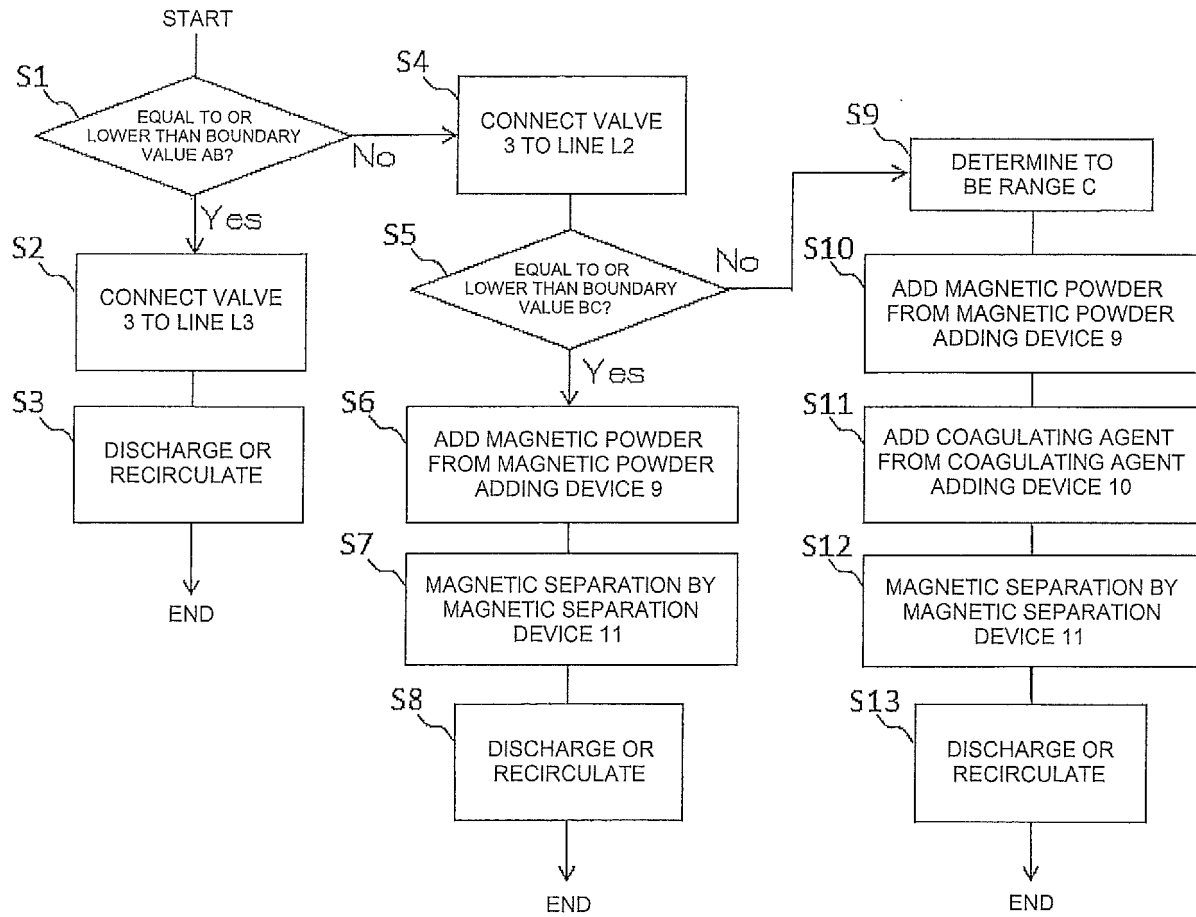 START
S1
EQUAL TO OR
LOWER THAN BOUNDARY
VALUE AB?
No
Yes
S2
CONNECT VALVE
3 TO LINE L3
S3
DISCHARGE OR
RECIRCULATE
END
S4
CONNECT VALVE
3 TO LINE L2
S5
EQUAL TO OR
LOWER THAN BOUNDARY
VALUE BC?
No
Yes
S6
ADD MAGNETIC POWDER
FROM MAGNETIC POWDER
ADDING DEVICE 9
S7
MAGNETIC SEPARATION BY
MAGNETIC SEPARATION
DEVICE 11
S8
DISCHARGE OR
RECIRCULATE
END
S9
DETERMINE TO
BE RANGE C
S10
ADD MAGNETIC POWDER
FROM MAGNETIC POWDER
ADDING DEVICE 9
S11
ADD COAGULATING AGENT
FROM COAGULATING AGENT
ADDING DEVICE 10
S12
MAGNETIC SEPARATION BY
MAGNETIC SEPARATION
DEVICE 11
S13
DISCHARGE OR
RECIRCULATE
END